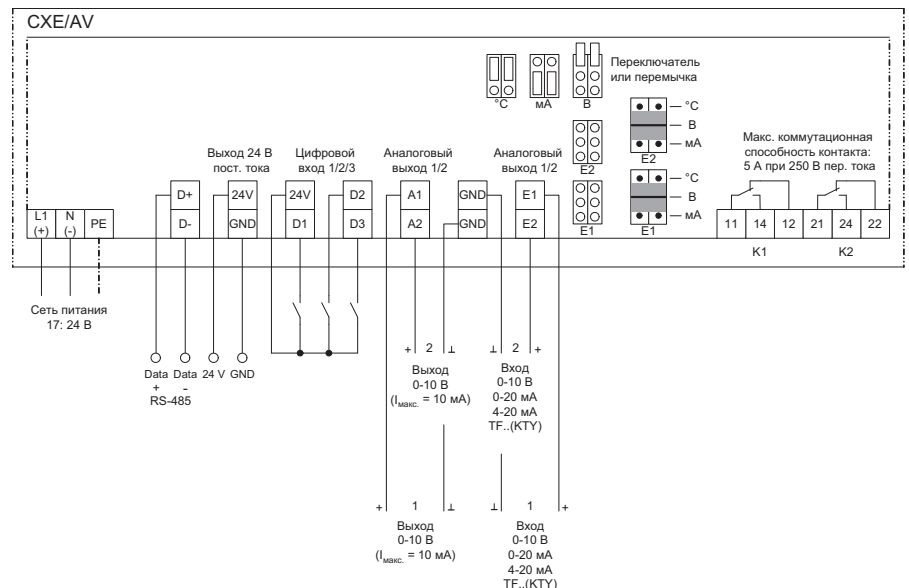 CXE/AV
Переключатель
или перемычка
°C
мA
B
°C
B
мA
E2
E2
°C
B
мA
E1
E1
Макс. коммутационная
способность контакта:
5 А при 250 В пер. тока
Выход 24 В
пост. тока
Цифровой
вход 1/2/3
Аналоговый
выход 1/2
Аналоговый
выход 1/2
D+
24V
24V
D2
A1
GND
E1
L1
(+)
N
(-)
PE
D-
GND
D1
D3
A2
GND
E2
11
14
12
21
24
22
K1
K2
Сеть питания
17: 24 В
Data
+
Data
-
24 V
GND
RS-485
+ 2 ⊥
Выход
0-10 В
(Iмакс. = 10 мА)
⊥ 2 +
Вход
0-10 В
0-20 мА
4-20 мА
TF..(KTY)
+ 1 ⊥
Выход
0-10 В
(Iмакс. = 10 мА)
⊥ 1 +
Вход
0-10 В
0-20 мА
4-20 мА
TF..(KTY)